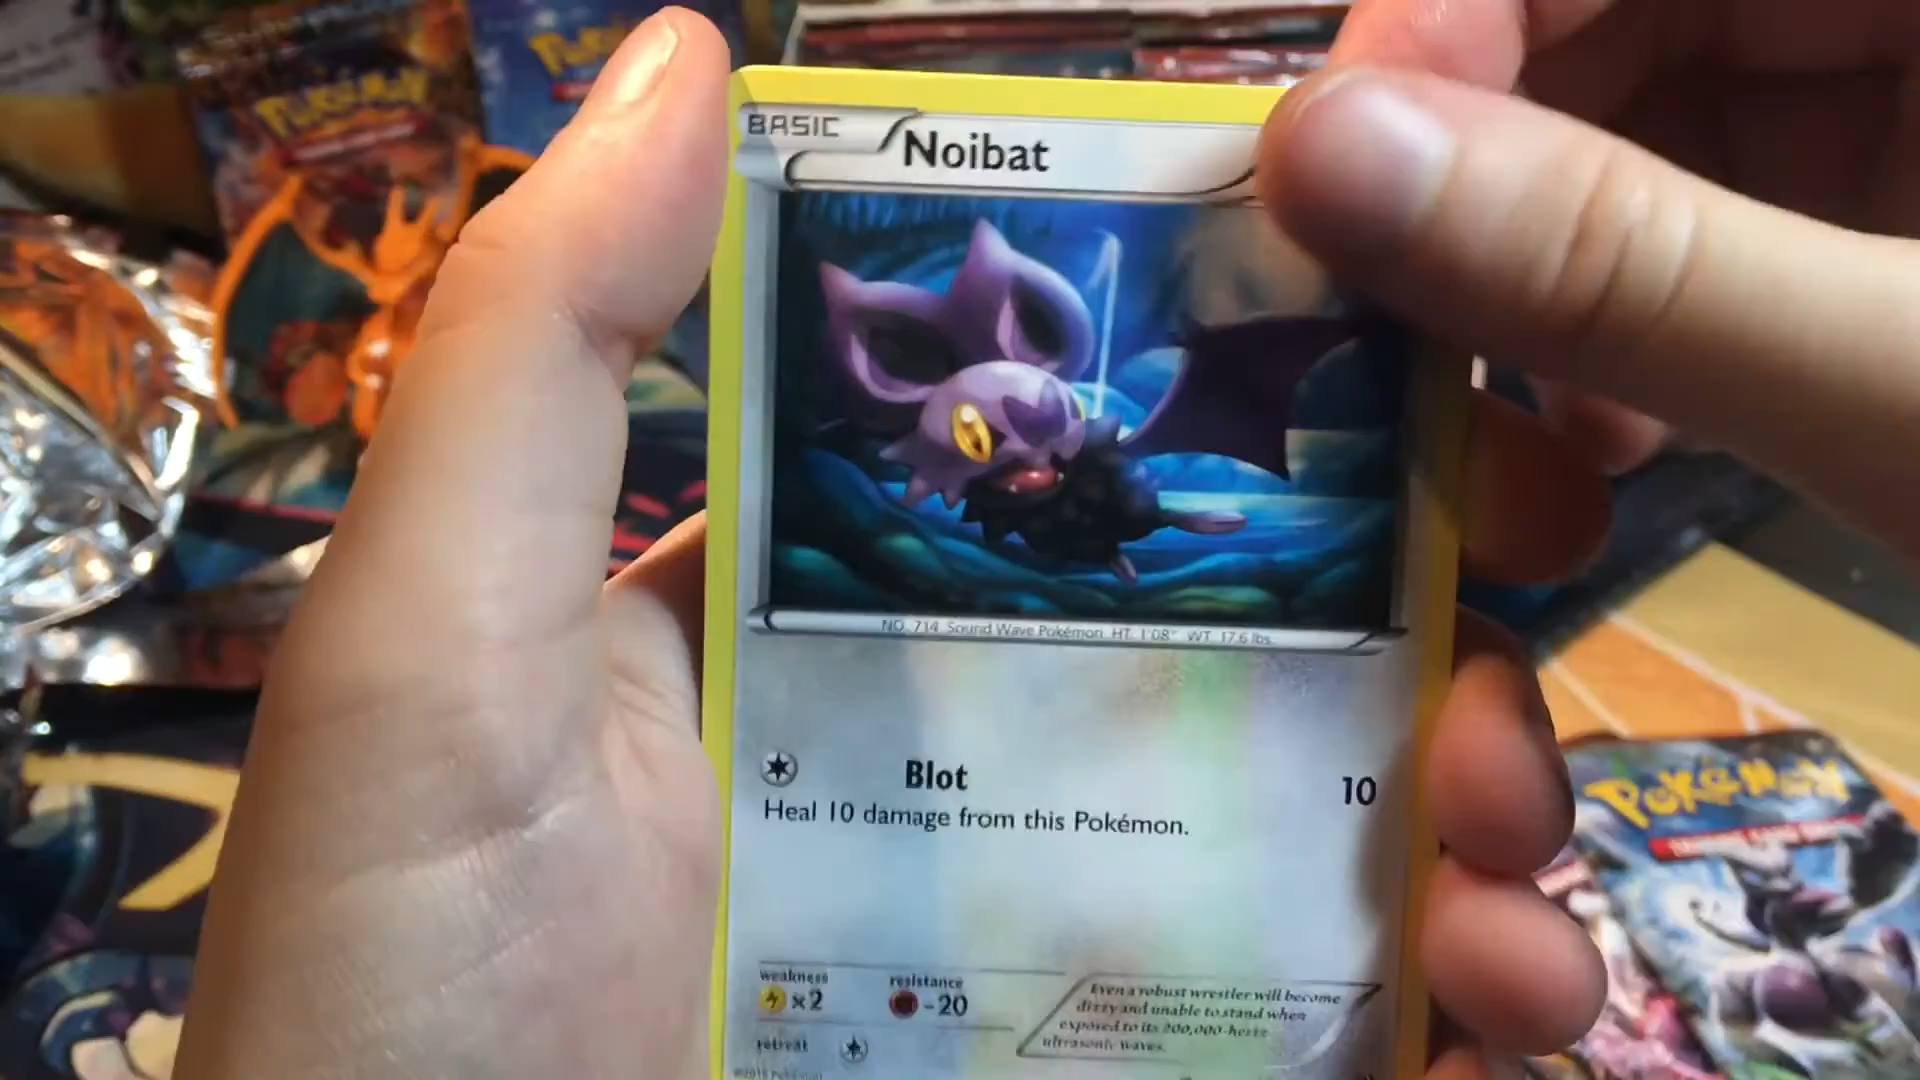 Pokémon
BASIC
Noibat
NO. 714 Sound Wave Pokémon HT. 1'08" WT. 17.6 lbs.
Blot 10
Heal 10 damage from this Pokémon.
weakness resistance
×2 -20
Even a robust wrestler will become
dizzy and unable to stand when
exposed to its 200,000-hertz
ultrasonic waves.
retreat
POKéMON